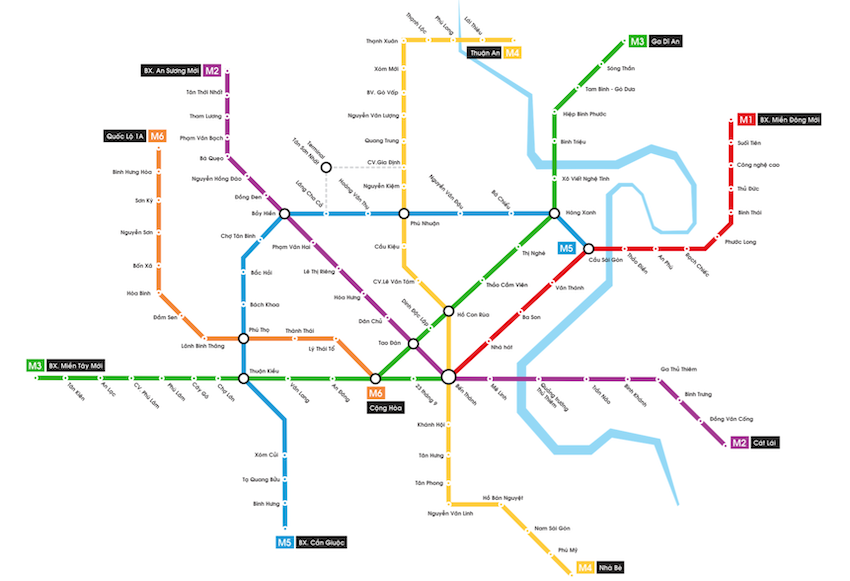 Thạnh Lộc
Phú Long
Lái Thiêu
Thạnh Xuân
Thuận An M4
M3 Ga Dĩ An
Xóm Mới
Sóng Thần
BX. An Sương Mới M2
Tân Thới Nhất
BV. Gò Vấp
Tam Bình - Gò Dưa
Tham Lương
Nguyễn Văn Lượng
Hiệp Bình Phước
M1 BX. Miền Đông Mới
Quốc Lộ 1A M6
Phạm Văn Bạch
Quang Trung
Bình Triệu
Suối Tiên
Bà Quẹo
Terminal
Tân Sơn Nhất
CV.Gia Định
Công nghệ cao
Bình Hưng Hòa
Nguyễn Hồng Đào
Lăng Cha Cả
Hoàng Văn Thụ
Nguyễn Kiệm
Nguyễn Văn Đậu
Bà Chiểu
Xô Viết Nghệ Tĩnh
Thủ Đức
Sơn Kỳ
Đồng Đen
Bảy Hiền
Phú Nhuận
Hàng Xanh
Bình Thái
Nguyễn Sơn
Chợ Tân Bình
Phạm Văn Hai
Cầu Kiệu
Thị Nghè
M5
Cầu Sài Gòn
Thảo Điền
An Phú
Rạch Chiếc
Phước Long
Bốn Xã
Bắc Hải
Lê Thị Riêng
CV.Lê Văn Tám
Thảo Cầm Viên
Văn Thánh
Hòa Bình
Bách Khoa
Hòa Hưng
Dinh Độc Lập
Hồ Con Rùa
Ba Son
Đầm Sen
Dân Chủ
Phú Thọ
Thành Thái
Lữ Gia
Lãnh Binh Thăng
Lý Thái Tổ
Tao Đàn
Nhà hát
M3 BX. Miền Tây Mới
Tân Kiên
An Lạc
CV. Phú Lâm
Phú Lâm
Cây Gõ
Chợ Lớn
Thuận Kiều
Văn Lang
An Đông
M6
Cộng Hòa
23 tháng 9
Bến Thành
Mê Linh
Quảng trường
Thủ Thiêm
Trần Não
Bình Khánh
Ga Thủ Thiêm
Bình Trưng
Đồng Văn Cống
M2 Cát Lái
Khánh Hội
Xóm Củi
Tân Hưng
Tạ Quang Bửu
Tân Phong
Bình Hưng
Hồ Bán Nguyệt
Nguyễn Văn Linh
M5 BX. Cần Giuộc
Nam Sài Gòn
Phú Mỹ
M4 Nhà Bè